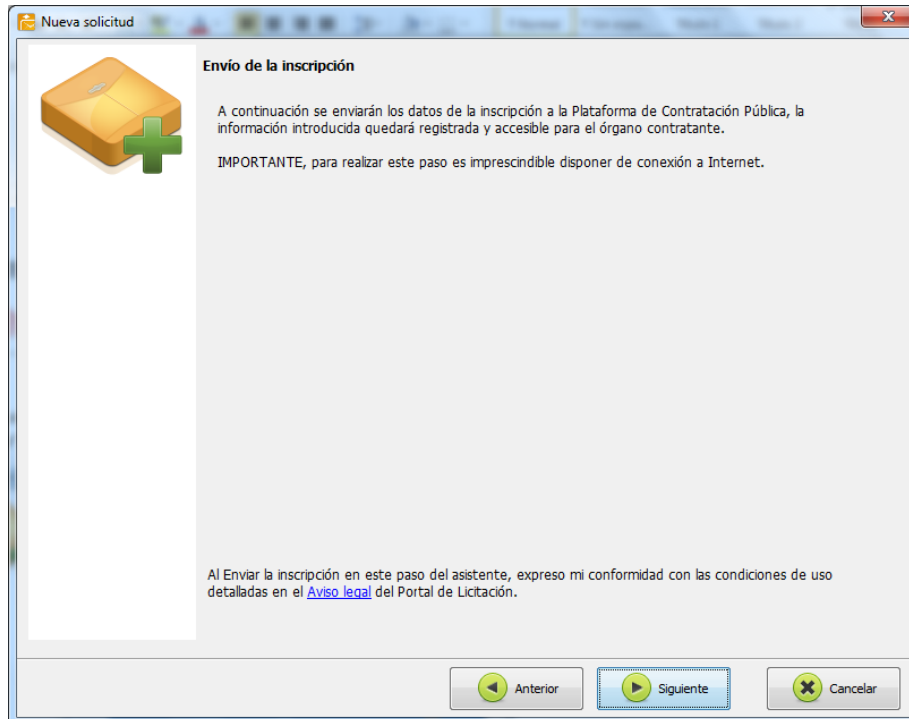 Nueva solicitud
Envío de la inscripción
A continuación se enviarán los datos de la inscripción a la Plataforma de Contratación Pública, la
información introducida quedará registrada y accesible para el órgano contratante.
IMPORTANTE, para realizar este paso es imprescindible disponer de conexión a Internet.
Al Enviar la inscripción en este paso del asistente, expreso mi conformidad con las condiciones de uso
detalladas en el Aviso legal del Portal de Licitación.
Anterior
Siguiente
Cancelar